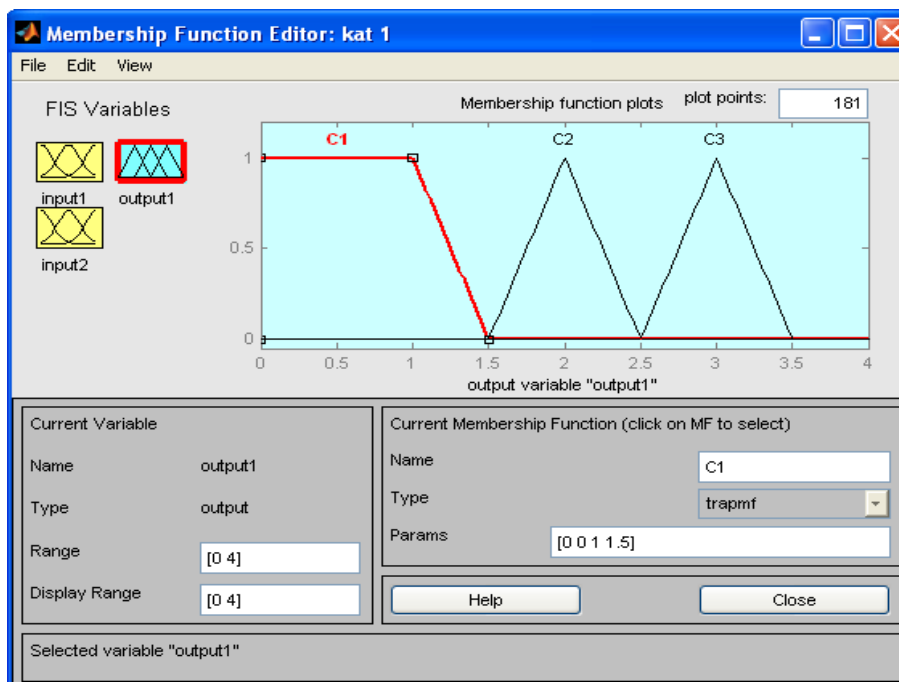 Membership Function Editor: kat 1
File Edit View
FIS Variables
Membership function plots plot points: 181
input1 output1
input2
C1 C2 C3
1
0.5
0
0 0.5 1 1.5 2 2.5 3 3.5 4
output variable "output1"
Current Variable
Name output1
Type output
Range [0 4]
Display Range [0 4]
Current Membership Function (click on MF to select)
Name C1
Type trapmf
Params [0 0 1 1.5]
Help Close
Selected variable "output1"